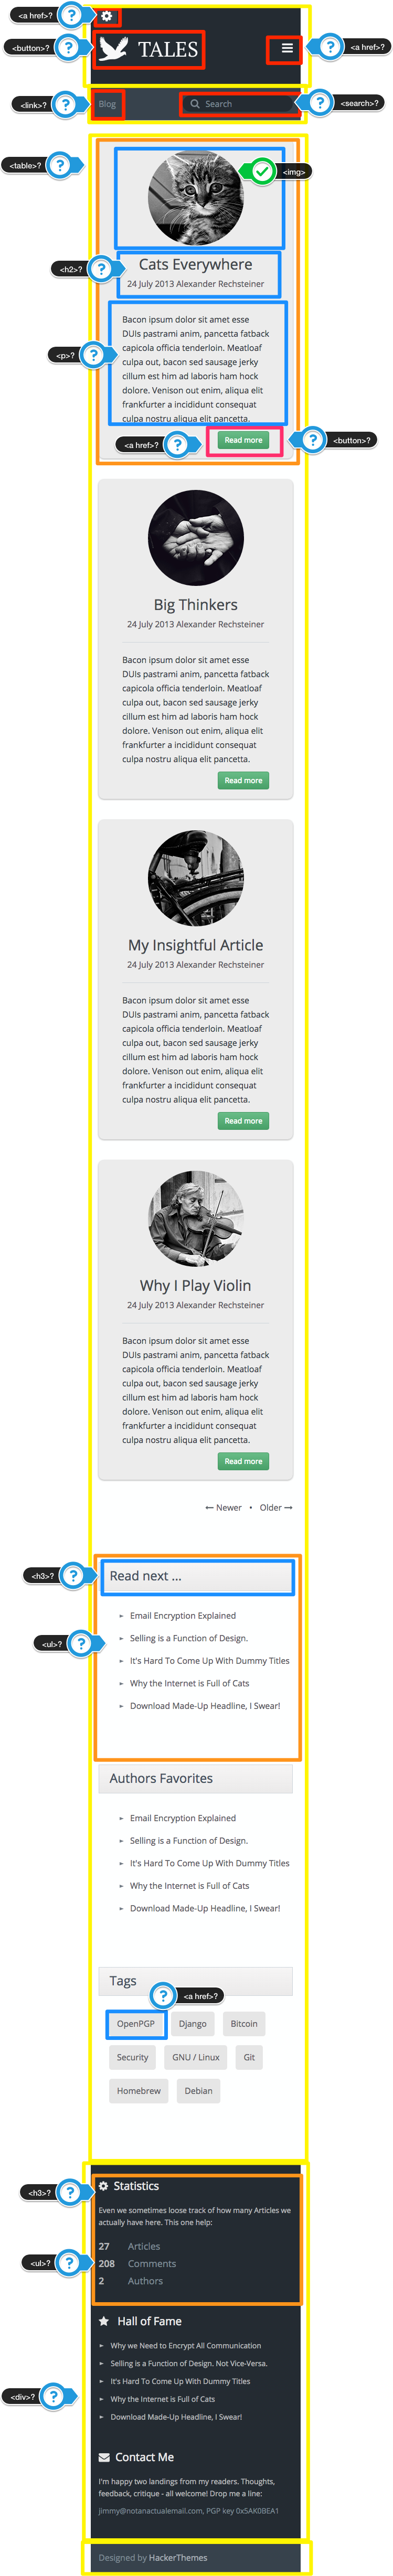 <a href>?
<button>?
TALES
<a href>?
<link>?
Blog
Search
<search>?
<table>?
<img>
<h2>?
Cats Everywhere
24 July 2013 Alexander Rechsteiner
<p>?
Bacon ipsum dolor sit amet esse
DUIs pastrami anim, pancetta fatback
capicola officia tenderloin. Meatloaf
culpa out, bacon sed sausage jerky
cillum est him ad laboris ham hock
dolore. Venison out enim, aliqua elit
frankfurter a incididunt consequat
culpa nostru aliqua elit pancetta.
<a href>?
Read more
<button>?
Big Thinkers
24 July 2013 Alexander Rechsteiner
Bacon ipsum dolor sit amet esse
DUIs pastrami anim, pancetta fatback
capicola officia tenderloin. Meatloaf
culpa out, bacon sed sausage jerky
cillum est him ad laboris ham hock
dolore. Venison out enim, aliqua elit
frankfurter a incididunt consequat
culpa nostru aliqua elit pancetta.
Read more
My Insightful Article
24 July 2013 Alexander Rechsteiner
Bacon ipsum dolor sit amet esse
DUIs pastrami anim, pancetta fatback
capicola officia tenderloin. Meatloaf
culpa out, bacon sed sausage jerky
cillum est him ad laboris ham hock
dolore. Venison out enim, aliqua elit
frankfurter a incididunt consequat
culpa nostru aliqua elit pancetta.
Read more
Why I Play Violin
24 July 2013 Alexander Rechsteiner
Bacon ipsum dolor sit amet esse
DUIs pastrami anim, pancetta fatback
capicola officia tenderloin. Meatloaf
culpa out, bacon sed sausage jerky
cillum est him ad laboris ham hock
dolore. Venison out enim, aliqua elit
frankfurter a incididunt consequat
culpa nostru aliqua elit pancetta.
Read more
← Newer • Older →
<h3>?
Read next ...
<ul>?
Email Encryption Explained
Selling is a Function of Design.
It's Hard To Come Up With Dummy Titles
Why the Internet is Full of Cats
Download Made-Up Headline, I Swear!
Authors Favorites
Email Encryption Explained
Selling is a Function of Design.
It's Hard To Come Up With Dummy Titles
Why the Internet is Full of Cats
Download Made-Up Headline, I Swear!
Tags
<a href>?
OpenPGP Django Bitcoin
Security GNU / Linux Git
Homebrew Debian
<h3>?
Statistics
Even we sometimes loose track of how many Articles we
actually have here. This one help:
<ul>?
27 Articles
208 Comments
2 Authors
Hall of Fame
Why we Need to Encrypt All Communication
Selling is a Function of Design. Not Vice-Versa.
It's Hard To Come Up With Dummy Titles
<div>?
Why the Internet is Full of Cats
Download Made-Up Headline, I Swear!
Contact Me
I'm happy two landings from my readers. Thoughts,
feedback, critique - all welcome! Drop me a line:
jimmy@notanactualemail.com, PGP key 0x5AK0BEA1
Designed by HackerThemes